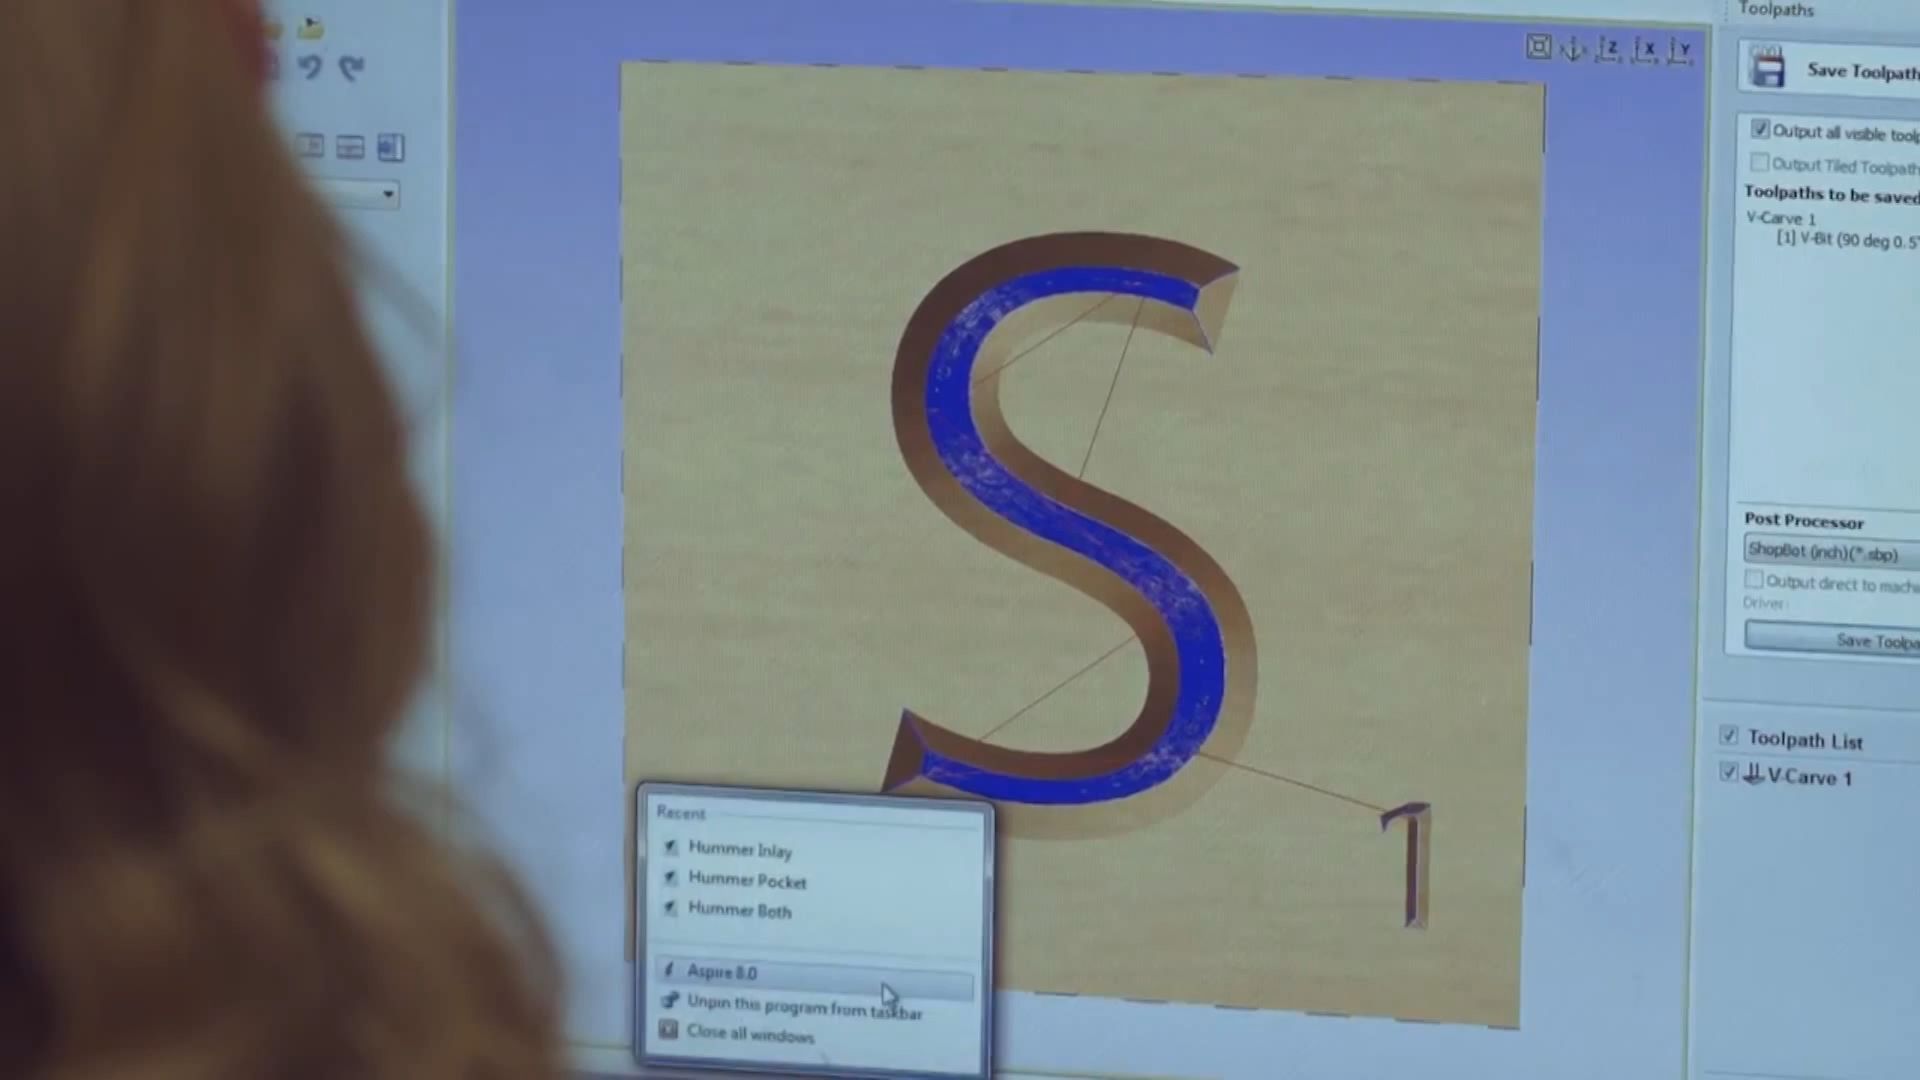 Toolpaths
Z X Y
Save Toolpath
Output all visible toolp
Output Tiled Toolpath
Toolpaths to be saved
V-Carve 1
[1] V-Bit (90 deg 0.5"
S
1
Post Processor
ShopBot (inch)(*.sbp)
Output direct to machi
Driver:
Save Toolpa
Toolpath List
V-Carve 1
Recent
Hummer Inlay
Hummer Pocket
Hummer Both
Aspire 8.0
Unpin this program from taskbar
Close all windows